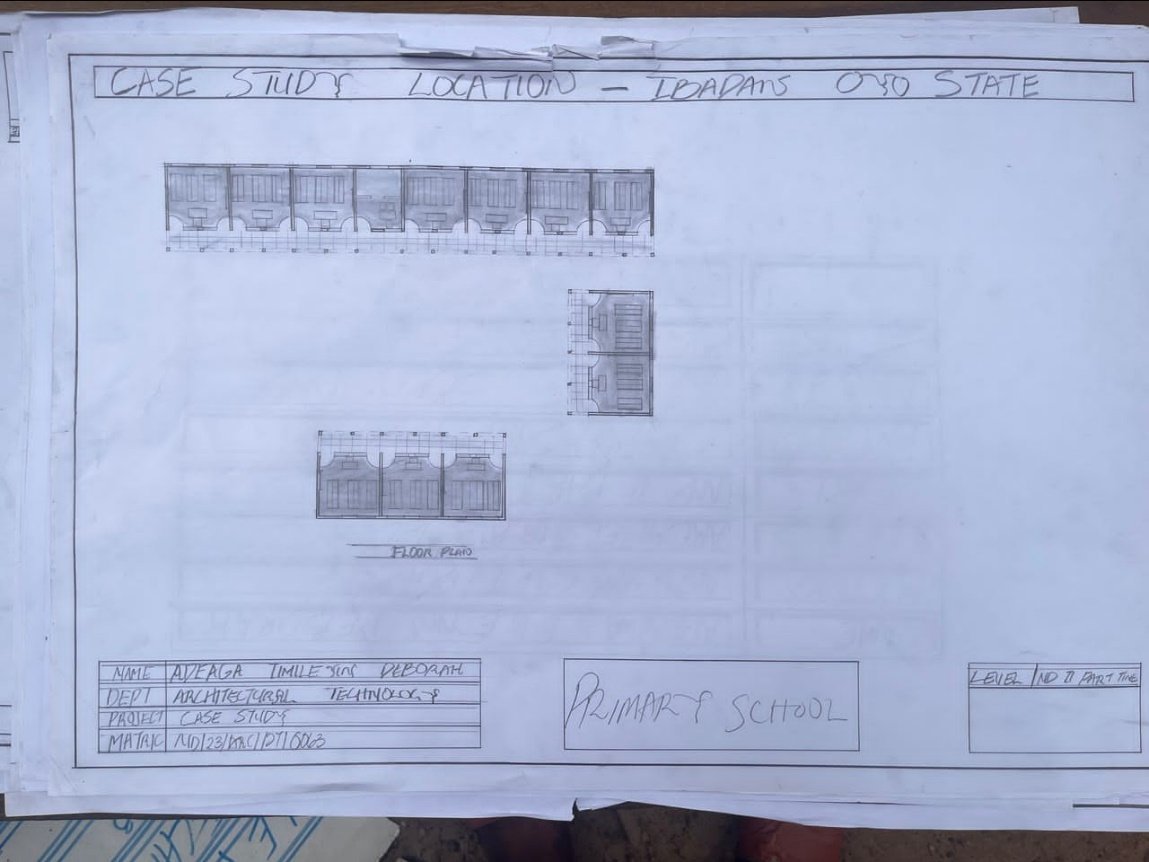 CASE STUDY LOCATION - IBADAN OYO STATE
FLOOR PLAN
NAME ADEAGA TIMILEYIN DEBORAH
DEPT ARCHITECTURAL TECHNOLOGY
PROJECT CASE STUDY
MATRIC ND/23/ARC/PT/0063
PRIMARY SCHOOL
LEVEL ND II PART TIME